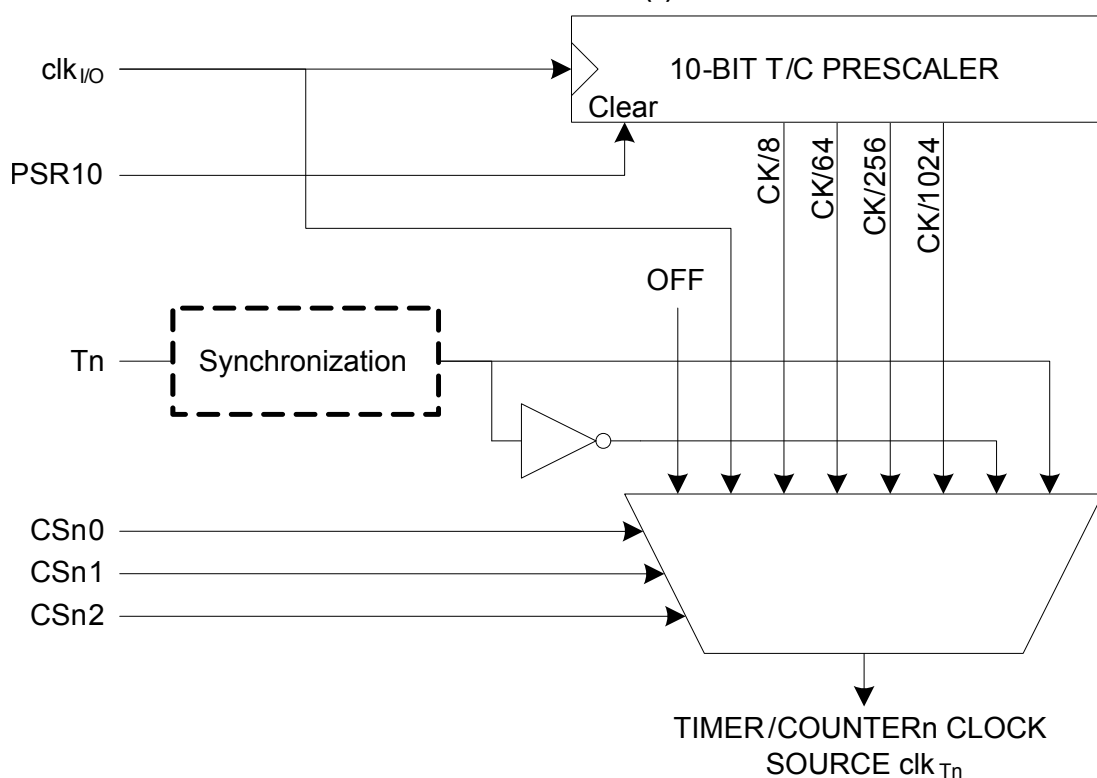 clkI/O
10-BIT T/C PRESCALER
Clear
PSR10
CK/8
CK/64
CK/256
CK/1024
OFF
Tn
Synchronization
CSn0
CSn1
CSn2
TIMER/COUNTERn CLOCK
SOURCE clkTn